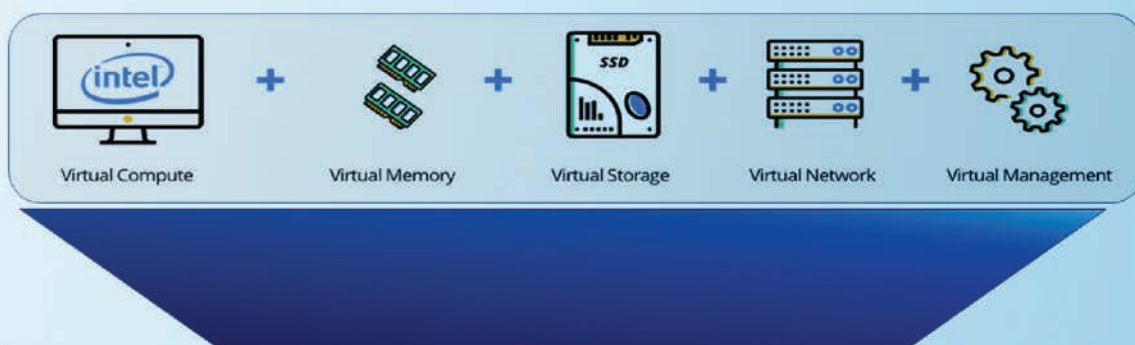 intel
SSD
Virtual Compute
Virtual Memory
Virtual Storage
Virtual Network
Virtual Management